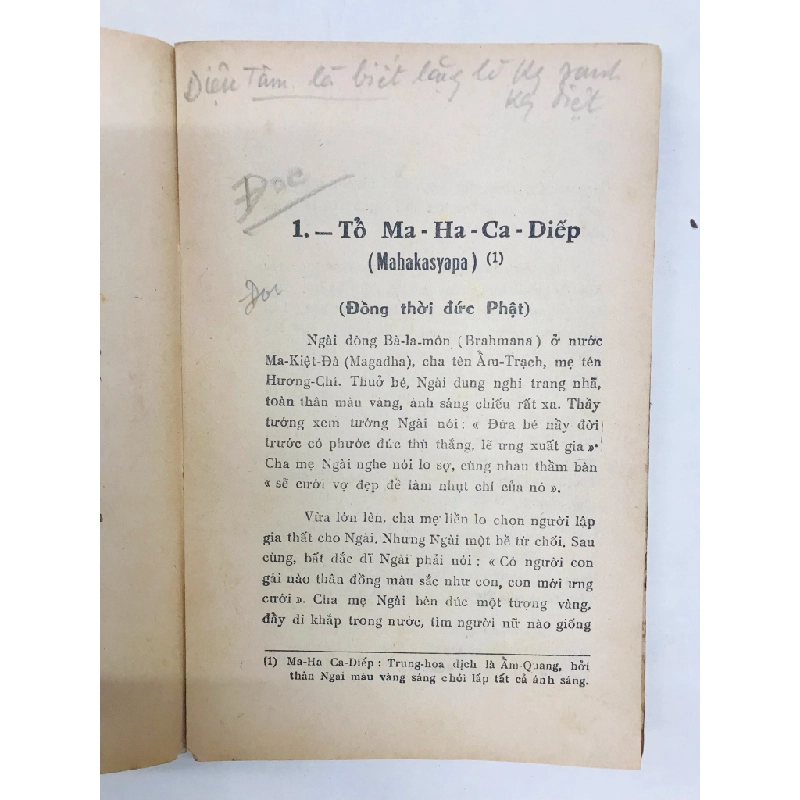 Diệu Tâm là biết lặng lẽ kg sanh
kg diệt
Đọc
1. — Tổ Ma - Ha - Ca - Diếp
(Mahakasyapa) (1)
(Đồng thời đức Phật)
Ngài dòng Bà-la-môn (Brahmana) ở nước
Ma-Kiệt-Đà (Magadha), cha tên Ẩm-Trạch, mẹ tên
Hương-Chí. Thuở bé, Ngài dung nghi trang nhã,
toàn thân màu vàng, ánh sáng chiếu rất xa. Thầy
tướng xem tướng Ngài nói : « Đứa bé nầy đời
trước có phước đức thù thắng, lẽ ưng xuất gia ».
Cha mẹ Ngài nghe nói lo sợ, cùng nhau thầm bàn
« sẽ cưới vợ đẹp để làm nhụt chí của nó ».
Vừa lớn lên, cha mẹ liền lo chọn người lập
gia thất cho Ngài. Nhưng Ngài một bề từ chối. Sau
cùng, bất đắc dĩ Ngài phải nói : « Có người con
gái nào thân đồng màu sắc như con, con mới ưng
cưới ». Cha mẹ Ngài bèn đúc một tượng vàng,
đẩy đi khắp trong nước, tìm người nữ nào giống
(1) Ma-Ha Ca-Diếp : Trung-hoa dịch là Ẩm-Quang, bởi
thân Ngài màu vàng sáng chói lấp tất cả ánh sáng.